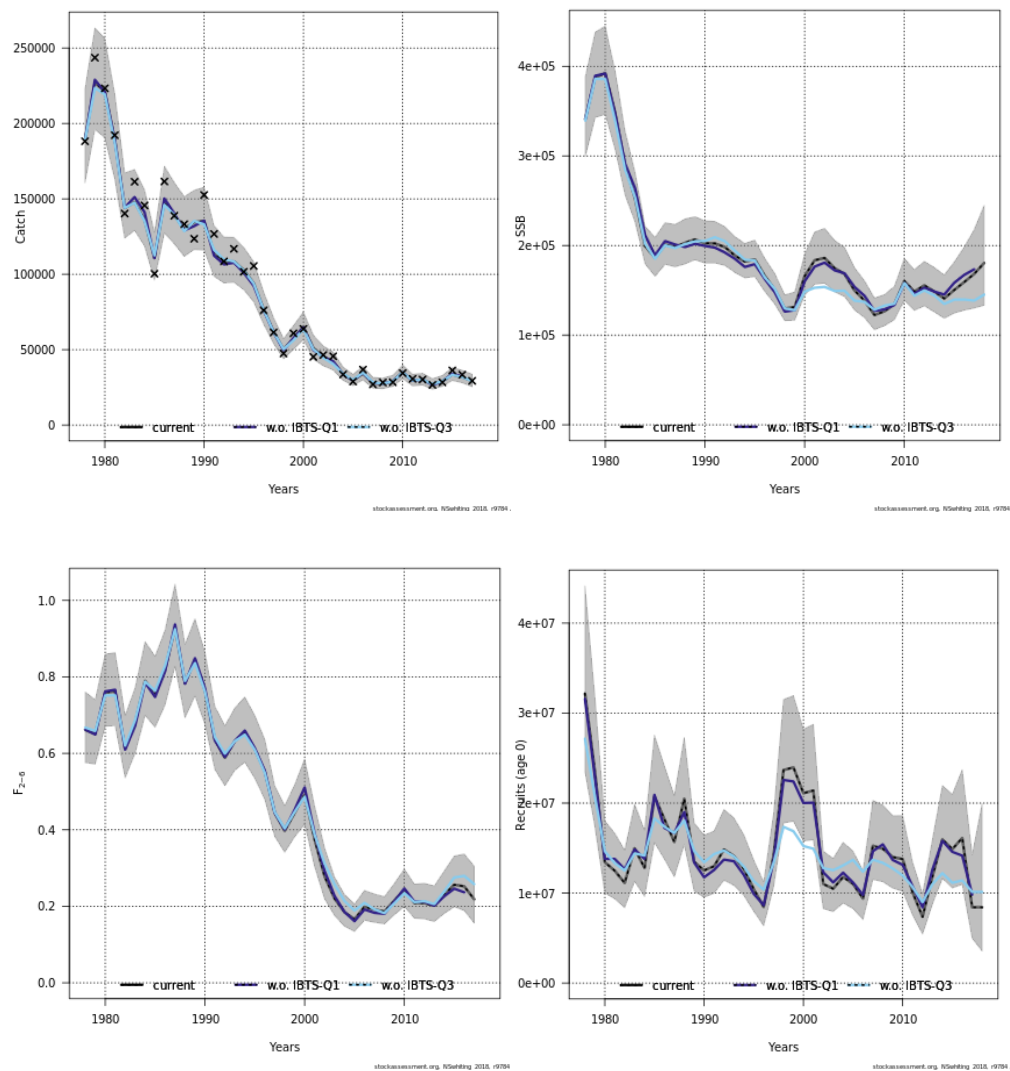 250000
200000
150000
100000
50000
0
Catch
current
w.o. IBTS-Q1
w.o. IBTS-Q3
1980
1990
2000
2010
Years
stockassessment.org, NSwhiting_2018, r9784 .
4e+05
3e+05
2e+05
1e+05
0e+00
SSB
current
w.o. IBTS-Q1
w.o. IBTS-Q3
1980
1990
2000
2010
Years
stockassessment.org, NSwhiting_2018, r9784
1.0
0.8
0.6
0.4
0.2
0.0
F2−6
current
w.o. IBTS-Q1
w.o. IBTS-Q3
1980
1990
2000
2010
Years
stockassessment.org, NSwhiting_2018, r9784
4e+07
3e+07
2e+07
1e+07
0e+00
Recruits (age 0)
current
w.o. IBTS-Q1
w.o. IBTS-Q3
1980
1990
2000
2010
Years
stockassessment.org, NSwhiting_2018, r9784